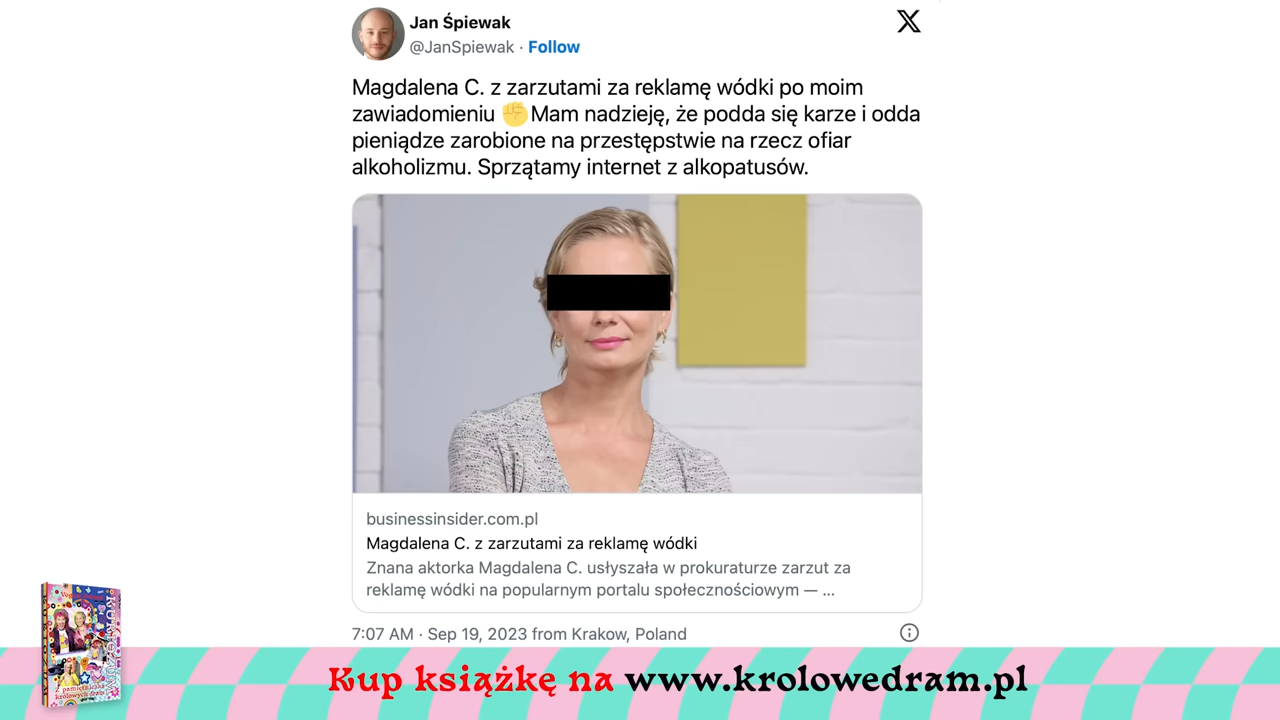 Jan Śpiewak
@JanSpiewak · Follow
Magdalena C. z zarzutami za reklamę wódki po moim
zawiadomieniu ✊Mam nadzieję, że podda się karze i odda
pieniądze zarobione na przestępstwie na rzecz ofiar
alkoholizmu. Sprzątamy internet z alkopatusów.
businessinsider.com.pl
Magdalena C. z zarzutami za reklamę wódki
Znana aktorka Magdalena C. usłyszała w prokuraturze zarzut za
reklamę wódki na popularnym portalu społecznościowym — ...
7:07 AM · Sep 19, 2023 from Krakow, Poland
Z pamiętnika
królowych dram
Kup książkę na www.krolowedram.pl